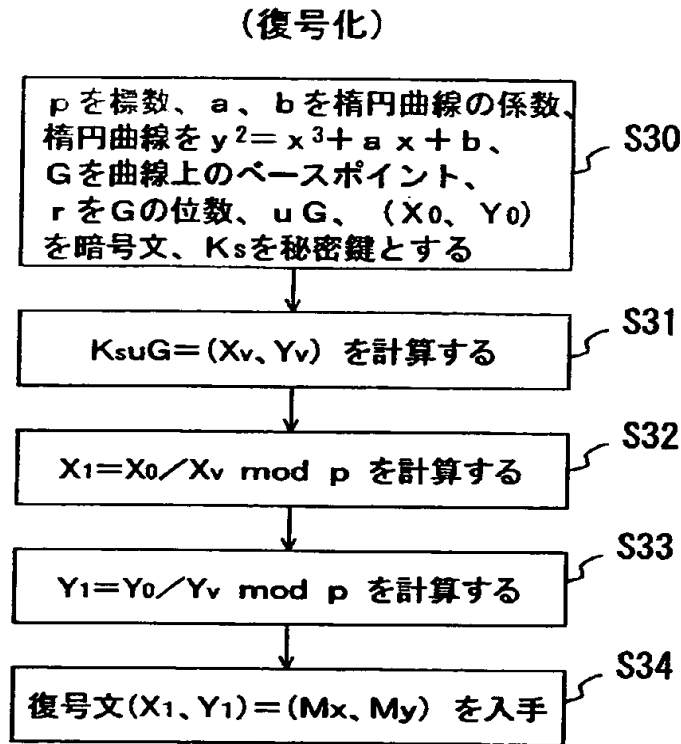 (復号化)
pを標数、a、bを楕円曲線の係数、
楕円曲線をy²=x³+ax+b、
Gを曲線上のベースポイント、
rをGの位数、uG、(X0、Y0)
を暗号文、Ksを秘密鍵とする
S30
KsuG=(Xv、Yv)を計算する
S31
X1=X0/Xv mod p を計算する
S32
Y1=Y0/Yv mod p を計算する
S33
復号文(X1、Y1)=(Mx、My)を入手
S34